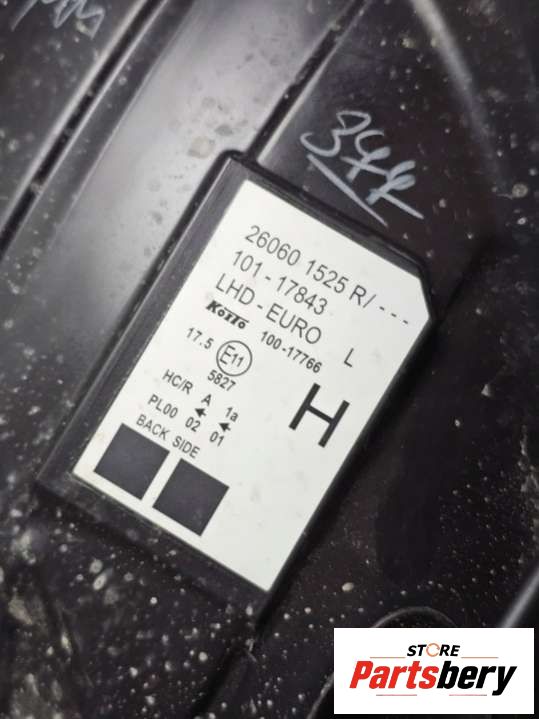 344
26060 1525 R/---
101-17843
LHD-EURO L
KOITO 100-17766
17.5 E11
5827
HC/R A 1a
PL00 02 01
H
BACK SIDE
STORE
Partsbery